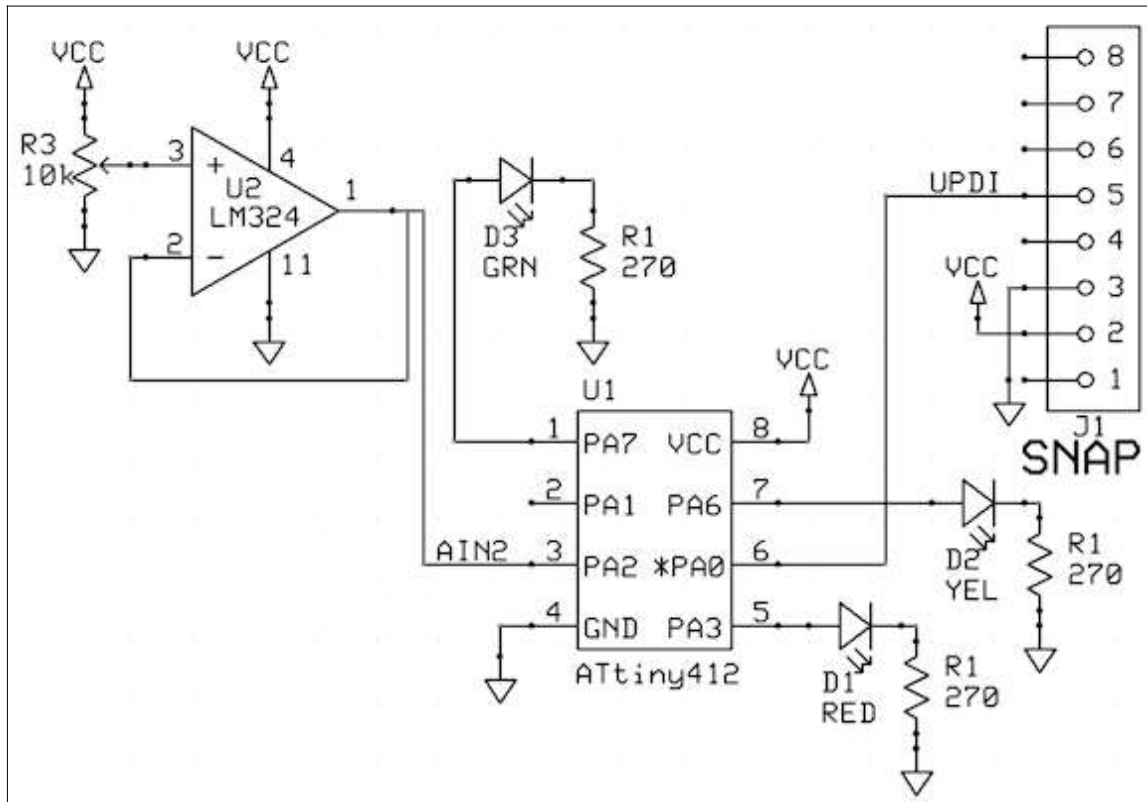 VCC
VCC
R3
10k
3
+
4
U2
LM324
1
2
-
11
D3
GRN
R1
270
UPDI
8
7
6
5
4
3
2
1
VCC
J1
SNAP
U1
VCC
1
PA7
VCC
8
2
PA1
PA6
7
AIN2
3
PA2
*PA0
6
4
GND
PA3
5
ATtiny412
D2
YEL
R1
270
D1
RED
R1
270